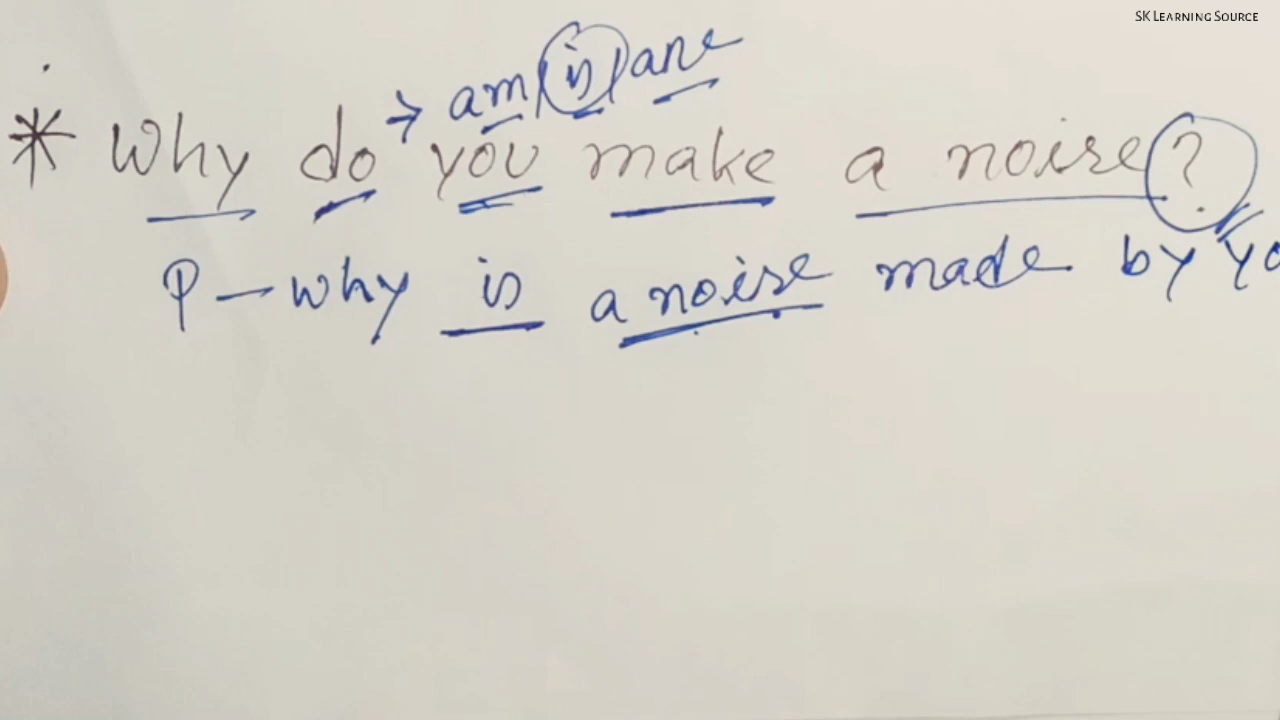 SK LEARNING SOURCE
→ am/is/are
* Why do you make a noise?
P - why is a noise made by yo